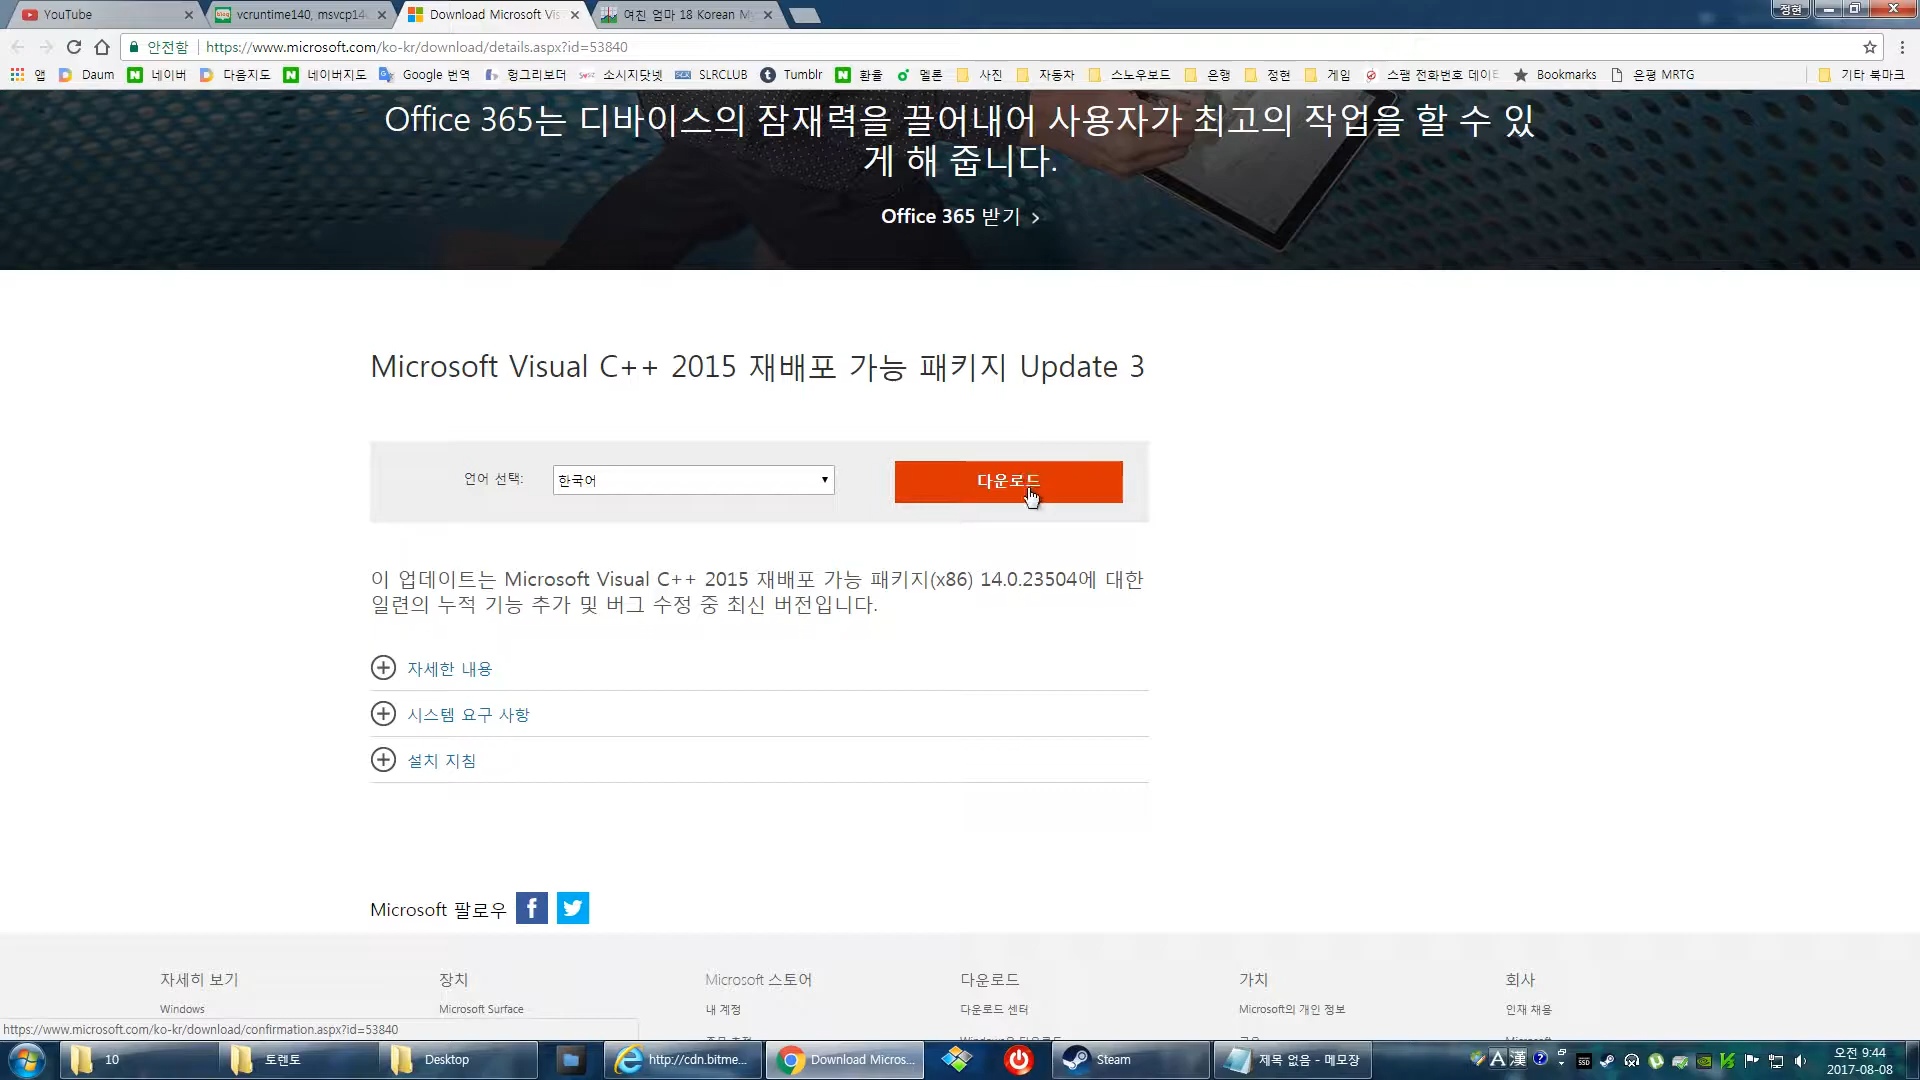 YouTube
vcruntime140, msvcp14
Download Microsoft Vis
여친 엄마 18 Korean M
정현
안전함
https://www.microsoft.com/ko-kr/download/details.aspx?id=53840
앱 Daum 네이버 다음지도 네이버지도 Google 번역 헝그리보더 소시지닷넷 SLRCLUB Tumblr 환율 멜론 사진 자동차 스노우보드 은행 정현 게임 스팸 전화번호 데이 Bookmarks 은평 MRTG 기타 북마크
Office 365는 디바이스의 잠재력을 끌어내어 사용자가 최고의 작업을 할 수 있
게 해 줍니다.
Office 365 받기
Microsoft Visual C++ 2015 재배포 가능 패키지 Update 3
언어 선택:
한국어
다운로드
이 업데이트는 Microsoft Visual C++ 2015 재배포 가능 패키지(x86) 14.0.23504에 대한
일련의 누적 기능 추가 및 버그 수정 중 최신 버전입니다.
자세한 내용
시스템 요구 사항
설치 지침
Microsoft 팔로우
자세히 보기 장치 Microsoft 스토어 다운로드 가치 회사
Windows Microsoft Surface 내 계정 다운로드 센터 Microsoft의 개인 정보 인재 채용
https://www.microsoft.com/ko-kr/download/confirmation.aspx?id=53840
10 토렌토 Desktop http://cdn.bitme... Download Micros... Steam 제목 없음 - 메모장
A 漢
SSD
오전 9:44
2017-08-08